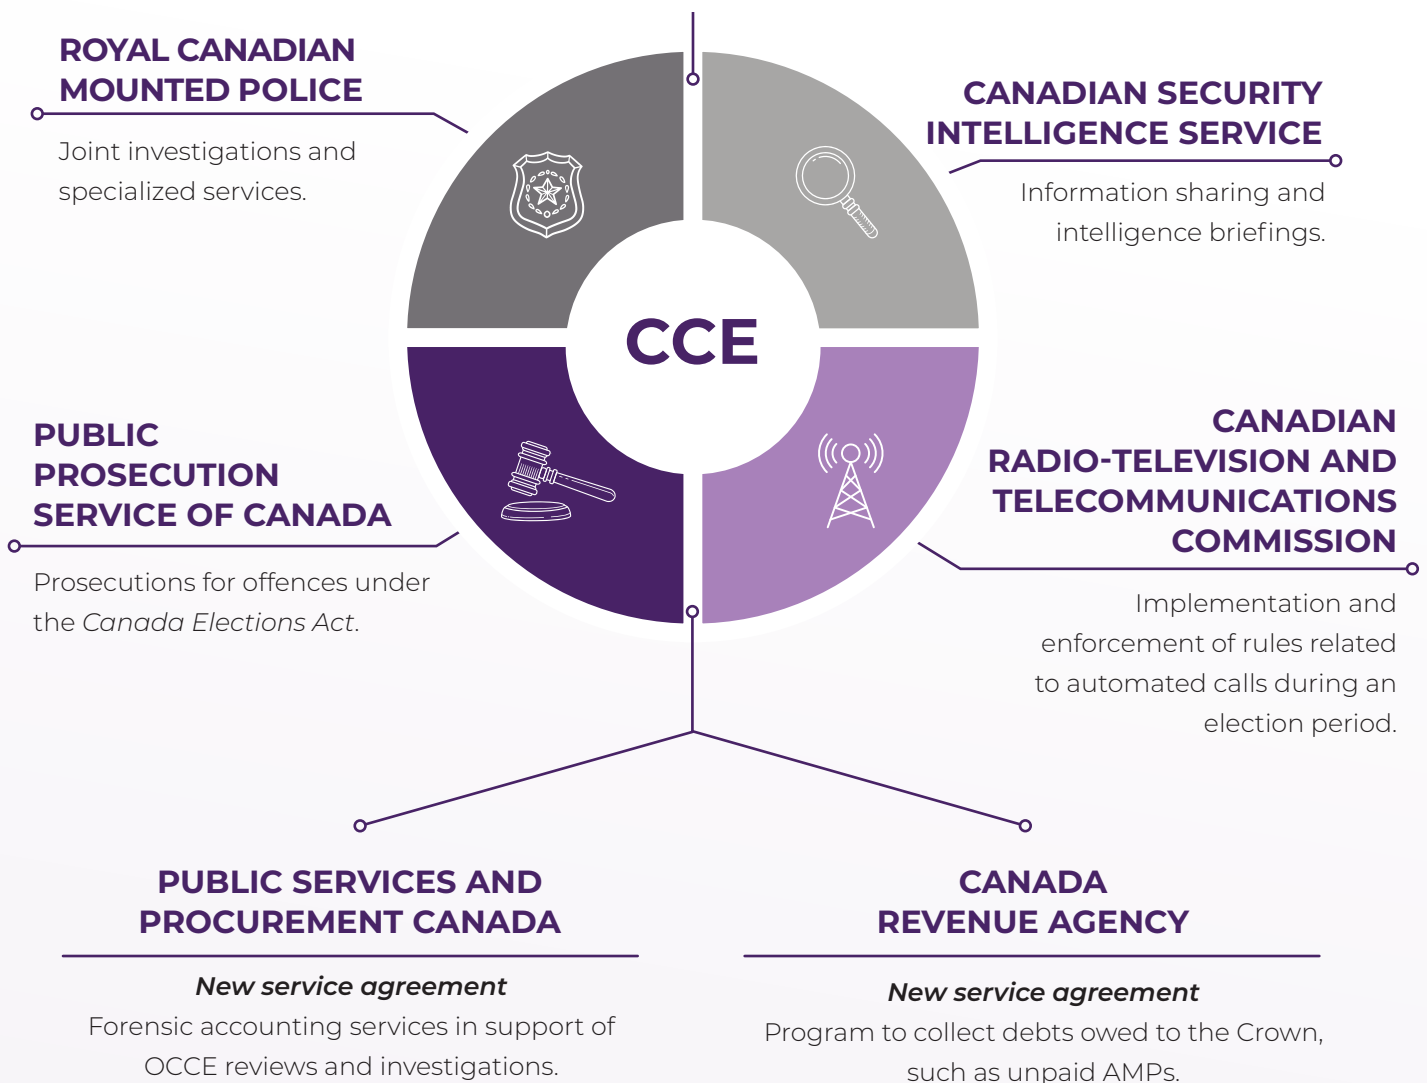 ROYAL CANADIAN
MOUNTED POLICE
Joint investigations and
specialized services.
CANADIAN SECURITY
INTELLIGENCE SERVICE
Information sharing and
intelligence briefings.
CCE
PUBLIC
PROSECUTION
SERVICE OF CANADA
Prosecutions for offences under
the Canada Elections Act.
CANADIAN
RADIO-TELEVISION AND
TELECOMMUNICATIONS
COMMISSION
Implementation and
enforcement of rules related
to automated calls during an
election period.
PUBLIC SERVICES AND
PROCUREMENT CANADA
New service agreement
Forensic accounting services in support of
OCCE reviews and investigations.
CANADA
REVENUE AGENCY
New service agreement
Program to collect debts owed to the Crown,
such as unpaid AMPs.